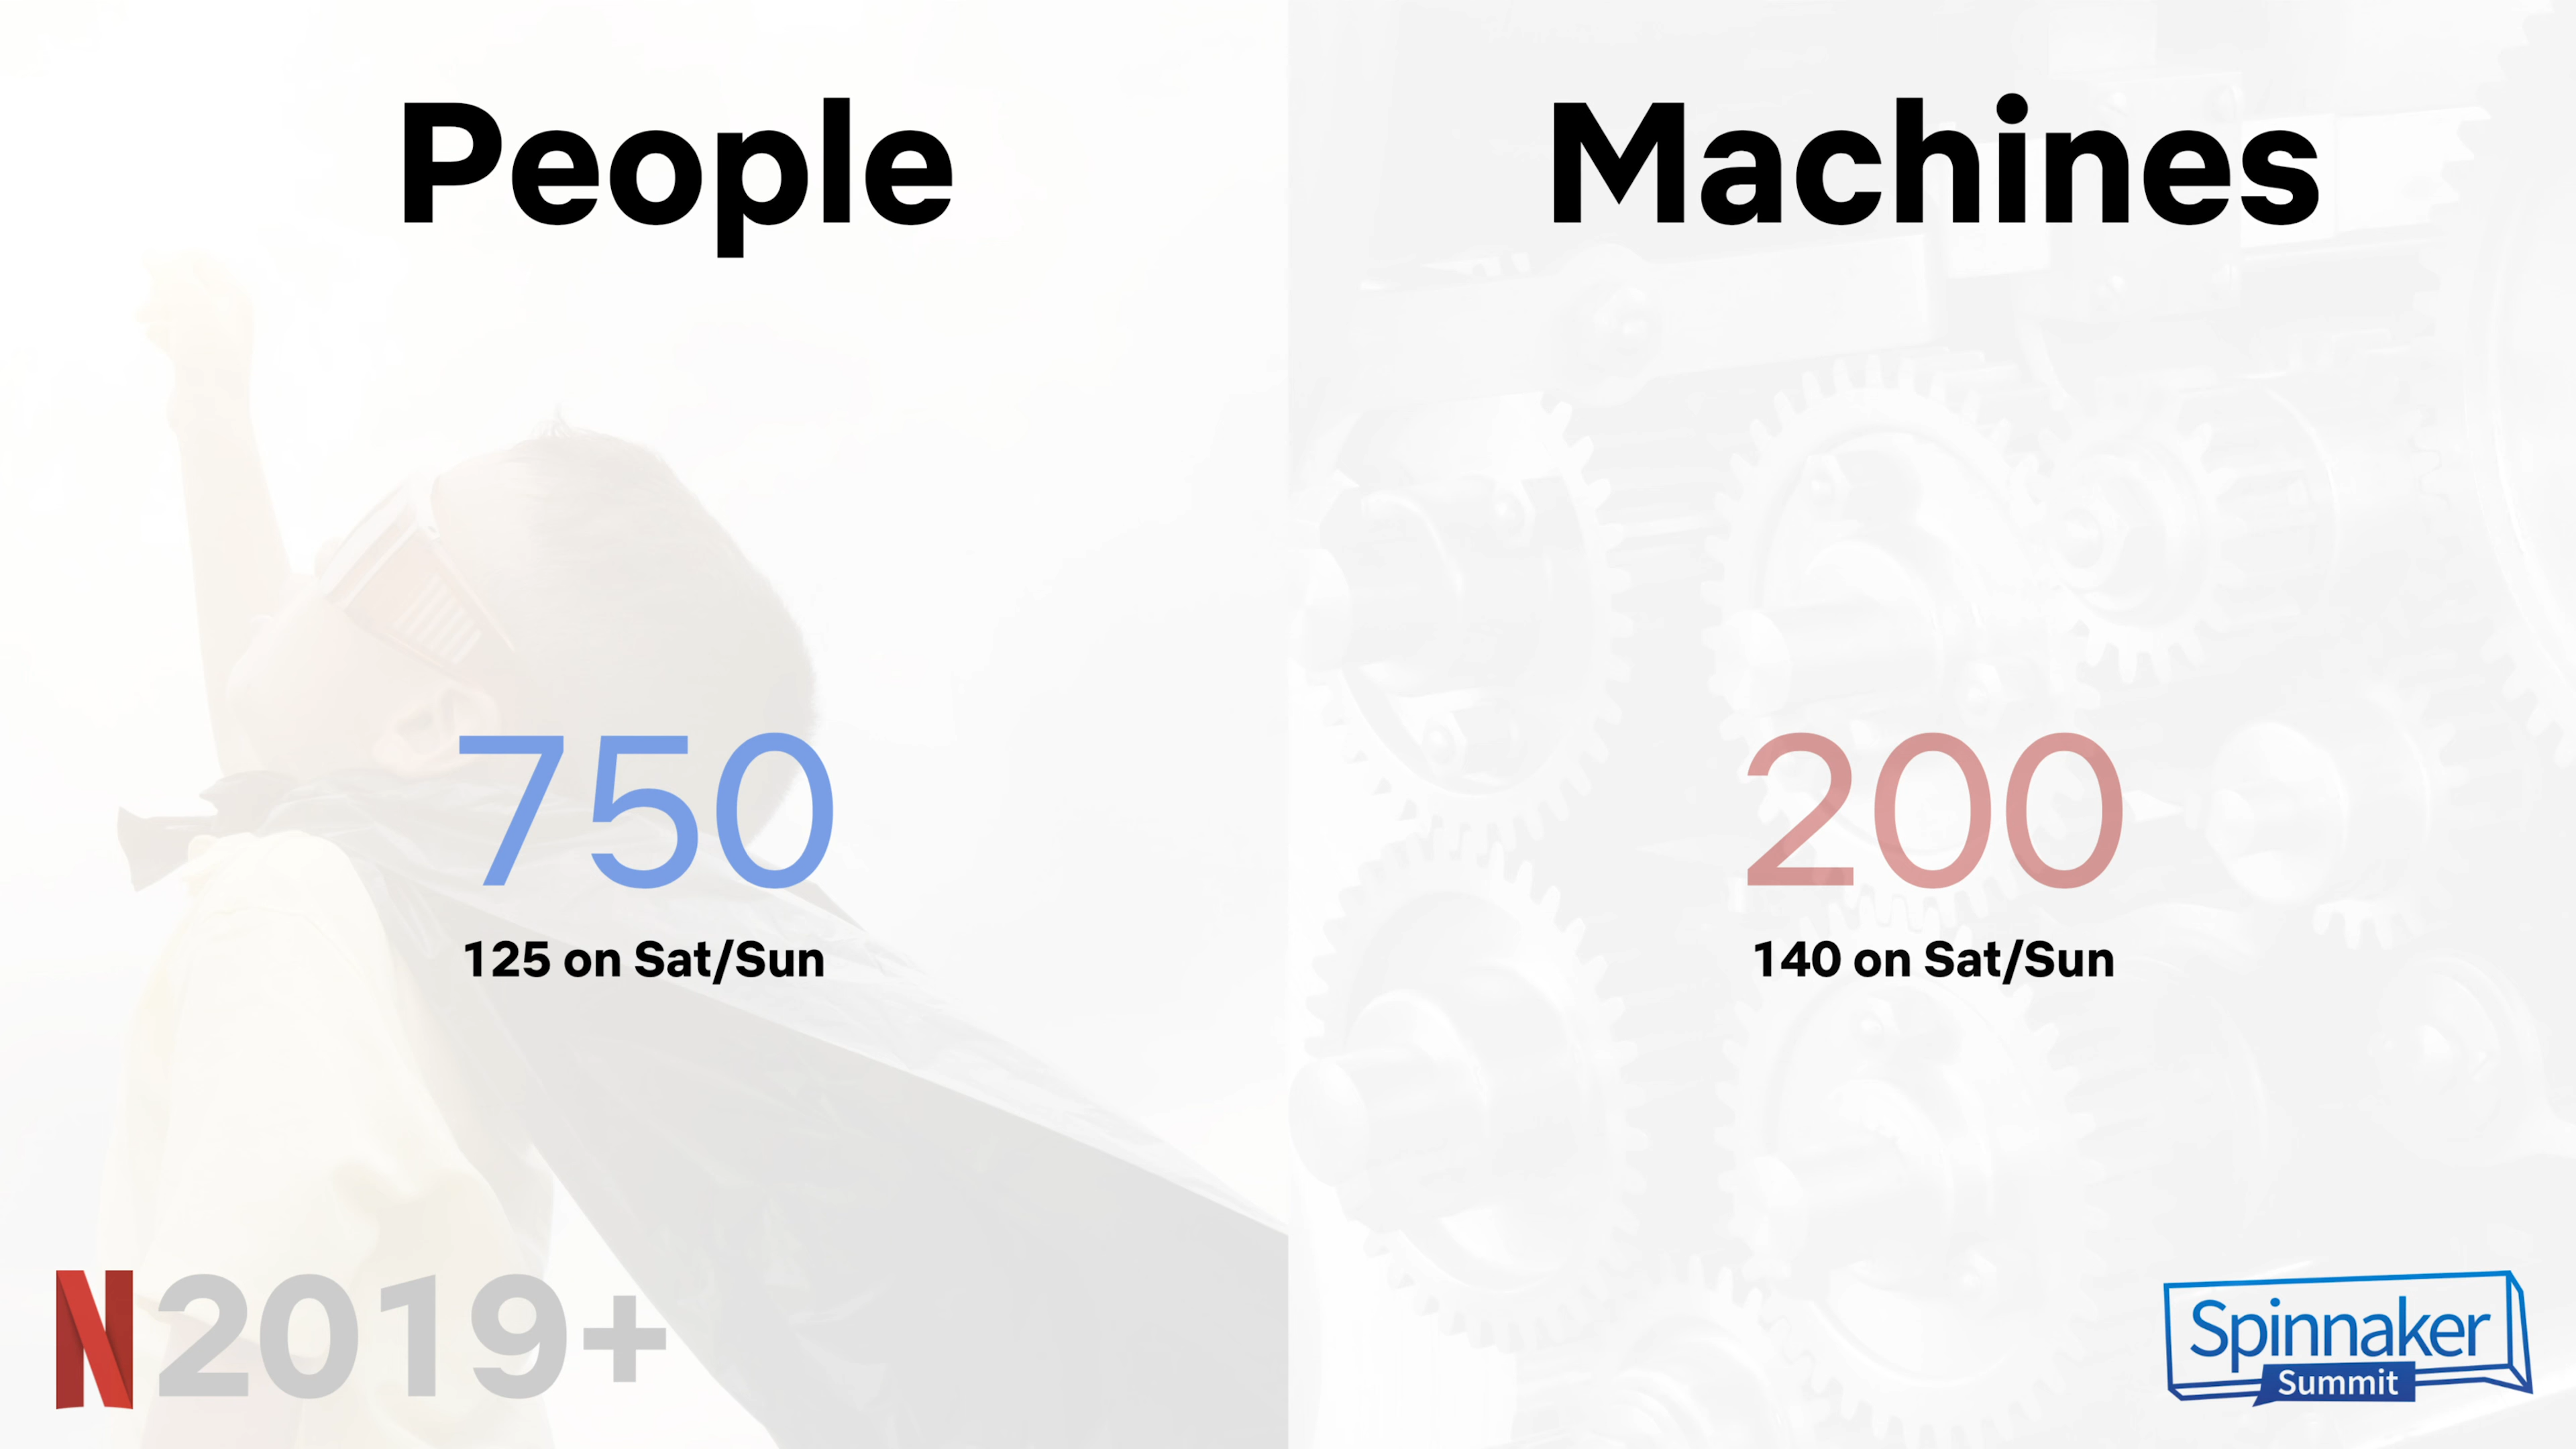 People
750
125 on Sat/Sun
Machines
200
140 on Sat/Sun
N 2019+
Spinnaker
Summit